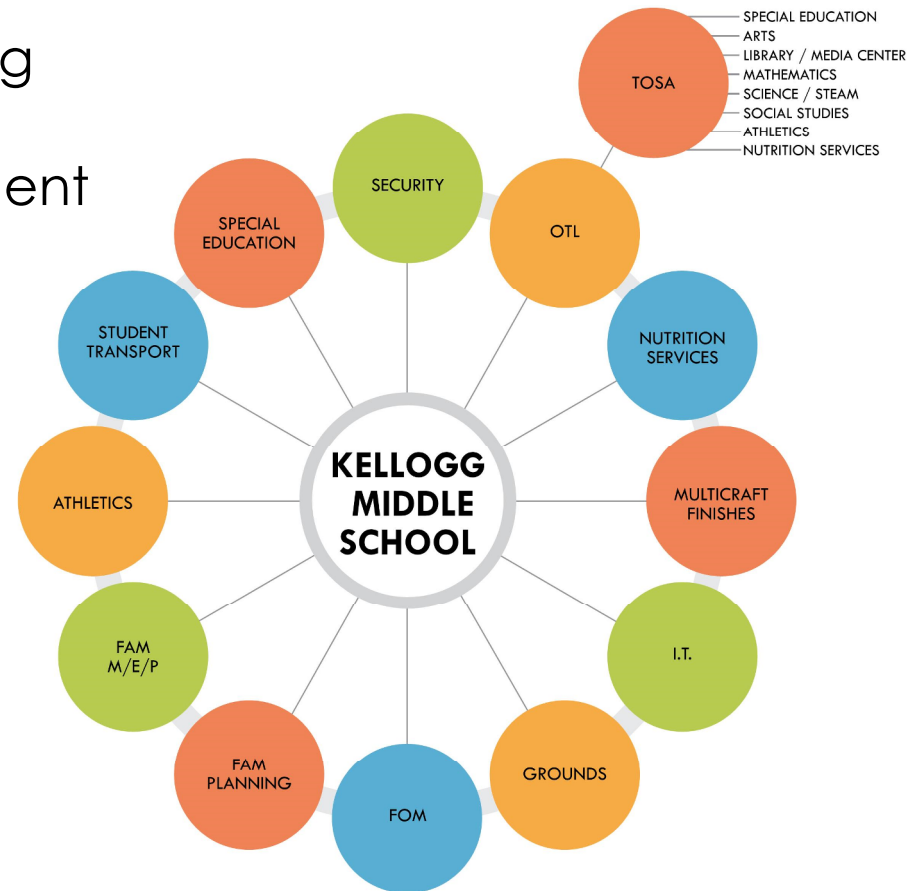 g
ent
TOSA
SPECIAL EDUCATION
ARTS
LIBRARY / MEDIA CENTER
MATHEMATICS
SCIENCE / STEAM
SOCIAL STUDIES
ATHLETICS
NUTRITION SERVICES
SECURITY
OTL
NUTRITION
SERVICES
MULTICRAFT
FINISHES
I.T.
GROUNDS
FOM
FAM
PLANNING
FAM
M/E/P
ATHLETICS
STUDENT
TRANSPORT
SPECIAL
EDUCATION
KELLOGG
MIDDLE
SCHOOL